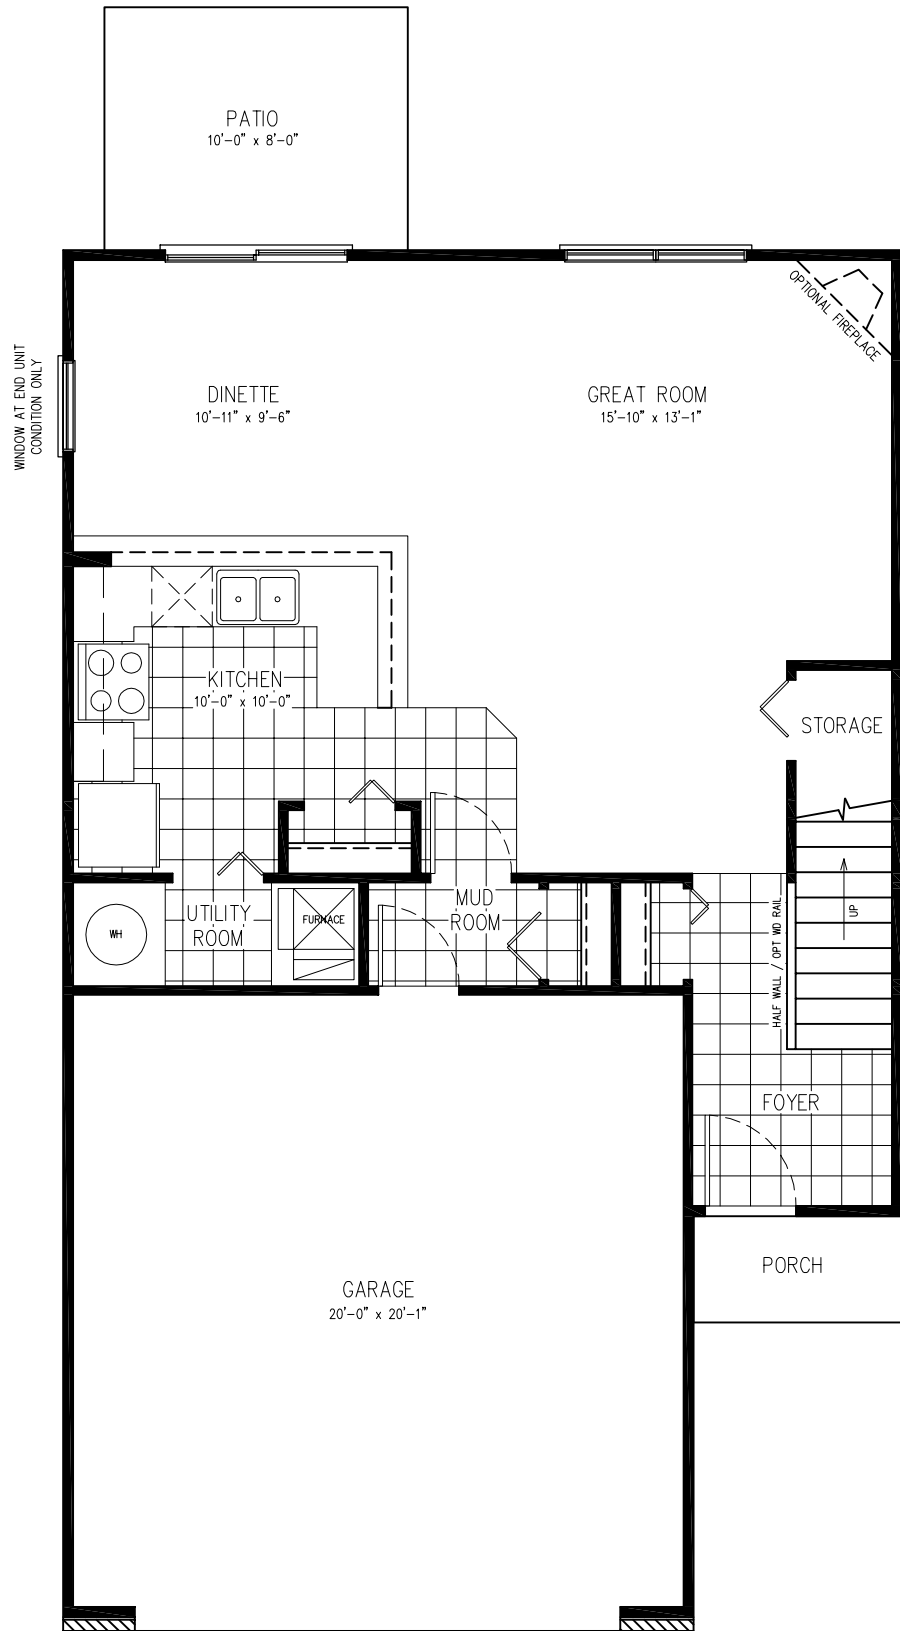 PATIO
10'-0" x 8'-0"
OPTIONAL FIREPLACE
WINDOW AT END UNIT
CONDITION ONLY
DINETTE
10'-11" x 9'-6"
GREAT ROOM
15'-10" x 13'-1"
KITCHEN
10'-0" x 10'-0"
STORAGE
MUD
ROOM
UTILITY
ROOM
FURNACE
WH
UP
HALF WALL / OPT WD RAIL
FOYER
PORCH
GARAGE
20'-0" x 20'-1"